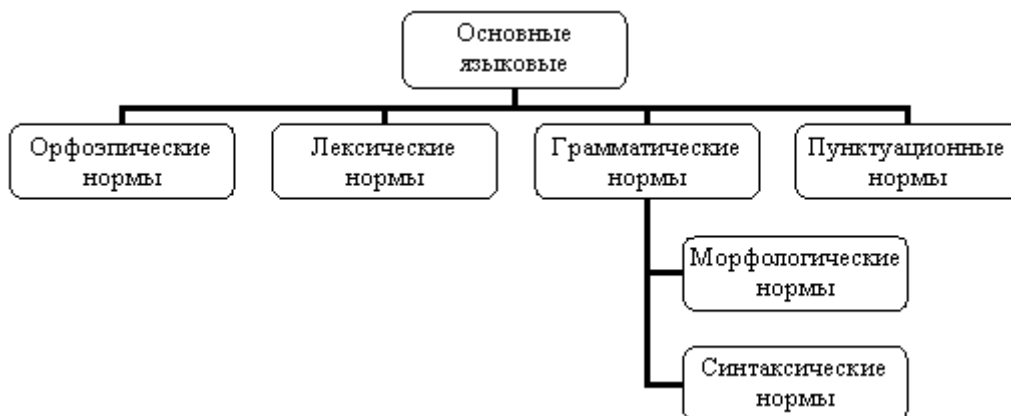 Основные
языковые
Орфоэпические
нормы
Лексические
нормы
Грамматические
нормы
Пунктуационные
нормы
Морфологические
нормы
Синтаксические
нормы